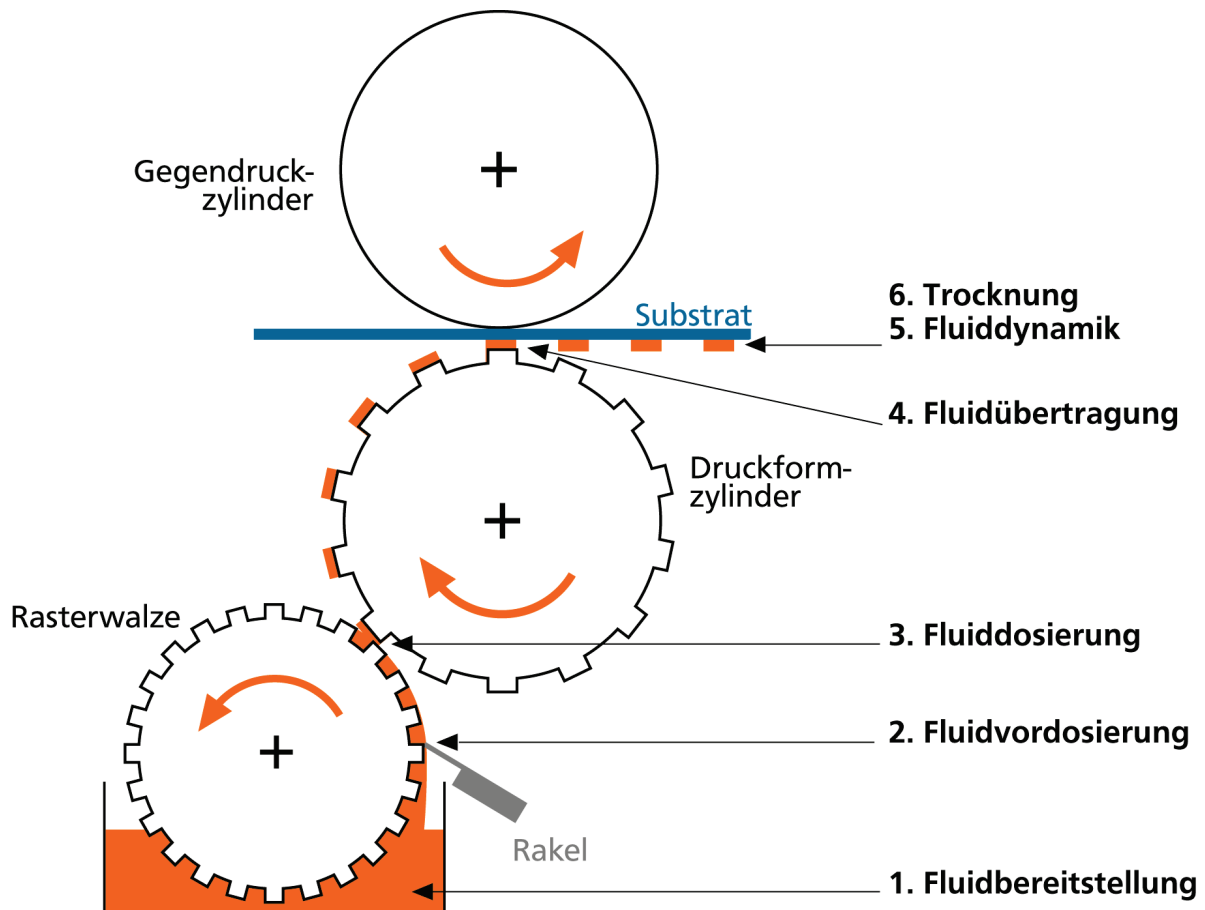 Gegendruck-
zylinder
Substrat
6. Trocknung
5. Fluiddynamik
4. Fluidübertragung
Druckform-
zylinder
Rasterwalze
3. Fluiddosierung
2. Fluidvordosierung
Rakel
1. Fluidbereitstellung